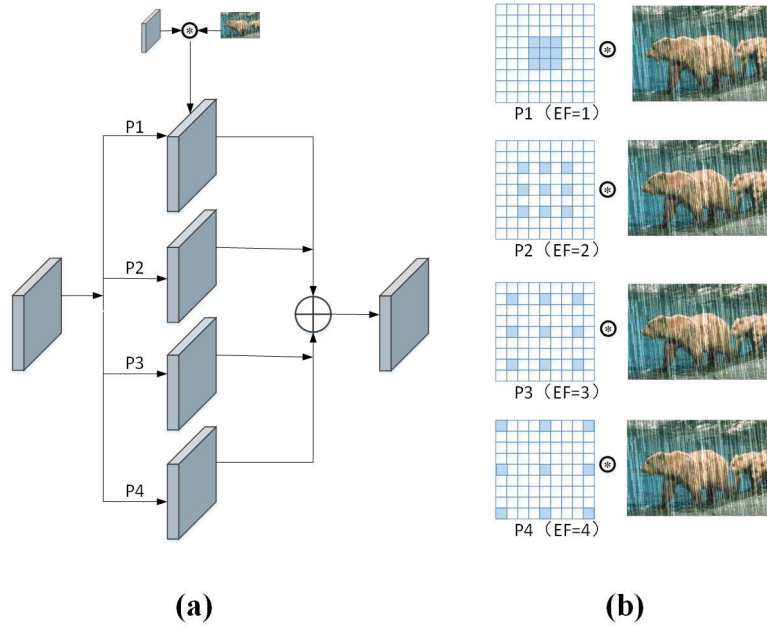 P1
P2
P3
P4
(a)
P1（EF=1）
P2（EF=2）
P3（EF=3）
P4（EF=4）
(b)